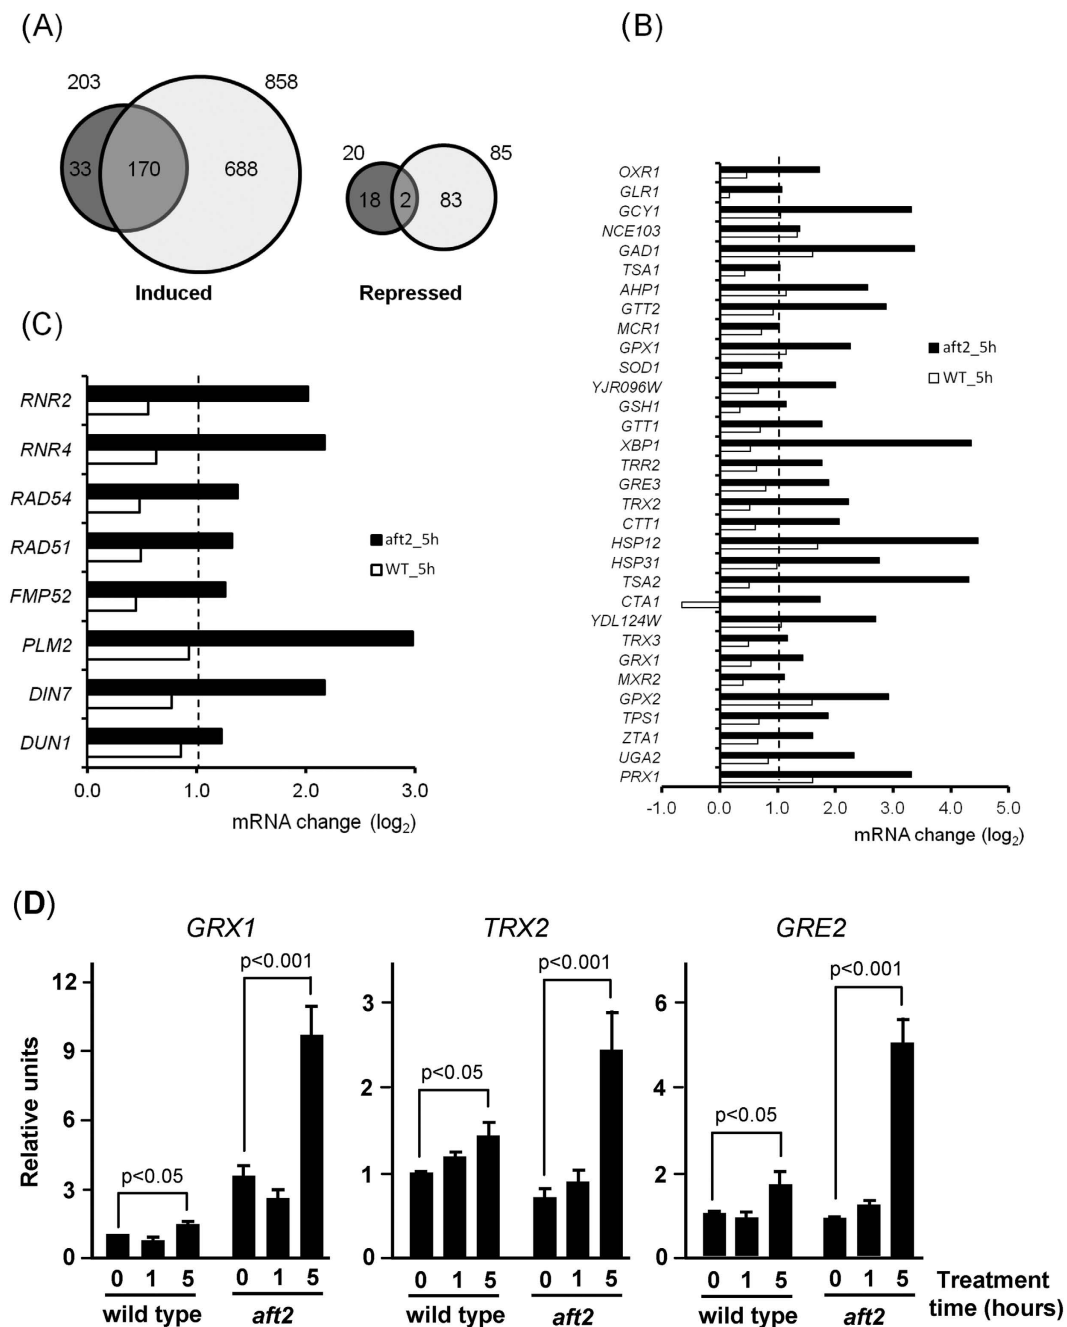 (A)
203
858
33
170
688
Induced
20
85
18
2
83
Repressed
(B)
OXR1
GLR1
GCY1
NCE103
GAD1
TSA1
AHP1
GTT2
MCR1
GPX1
SOD1
YJR096W
GSH1
GTT1
XBP1
TRR2
GRE3
TRX2
CTT1
HSP12
HSP31
TSA2
CTA1
YDL124W
TRX3
GRX1
MXR2
GPX2
TPS1
ZTA1
UGA2
PRX1
aft2_5h
WT_5h
-1.0 0.0 1.0 2.0 3.0 4.0 5.0
mRNA change (log2)
(C)
RNR2
RNR4
RAD54
RAD51
FMP52
PLM2
DIN7
DUN1
aft2_5h
WT_5h
0.0 1.0 2.0 3.0
mRNA change (log2)
(D)
GRX1
Relative units
12
9
6
3
0
p<0.05
p<0.001
0 1 5 0 1 5
wild type aft2
TRX2
3
2
1
0
p<0.05
p<0.001
0 1 5 0 1 5
wild type aft2
GRE2
6
4
2
0
p<0.05
p<0.001
0 1 5 0 1 5
wild type aft2
Treatment
time (hours)